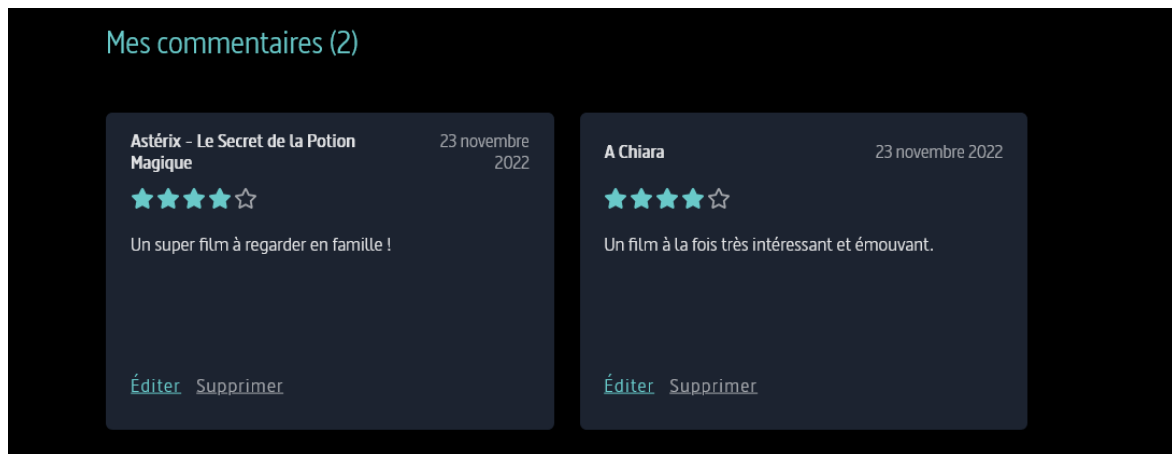 Mes commentaires (2)
Astérix - Le Secret de la Potion
Magique
23 novembre
2022
Un super film à regarder en famille !
Éditer Supprimer
A Chiara
23 novembre 2022
Un film à la fois très intéressant et émouvant.
Éditer Supprimer